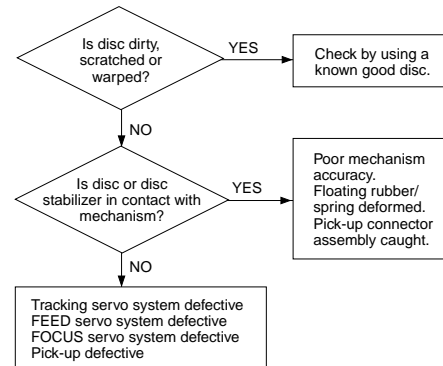 Is disc dirty,
scratched or
warped?
YES
Check by using a
known good disc.
NO
Is disc or disc
stabilizer in contact with
mechanism?
YES
Poor mechanism
accuracy.
Floating rubber/
spring deformed.
Pick-up connector
assembly caught.
NO
Tracking servo system defective
FEED servo system defective
FOCUS servo system defective
Pick-up defective